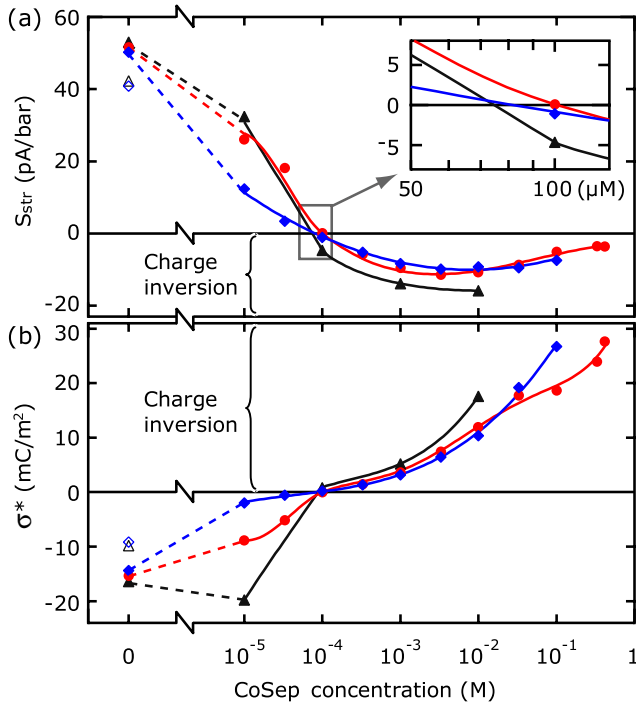 (a)
60
40
20
0
-20
S_str (pA/bar)
Charge
inversion
5
0
-5
50
100 (μM)
(b)
30
20
10
0
-10
-20
σ* (mC/m²)
Charge
inversion
0
10⁻⁵
10⁻⁴
10⁻³
10⁻²
10⁻¹
1
CoSep concentration (M)